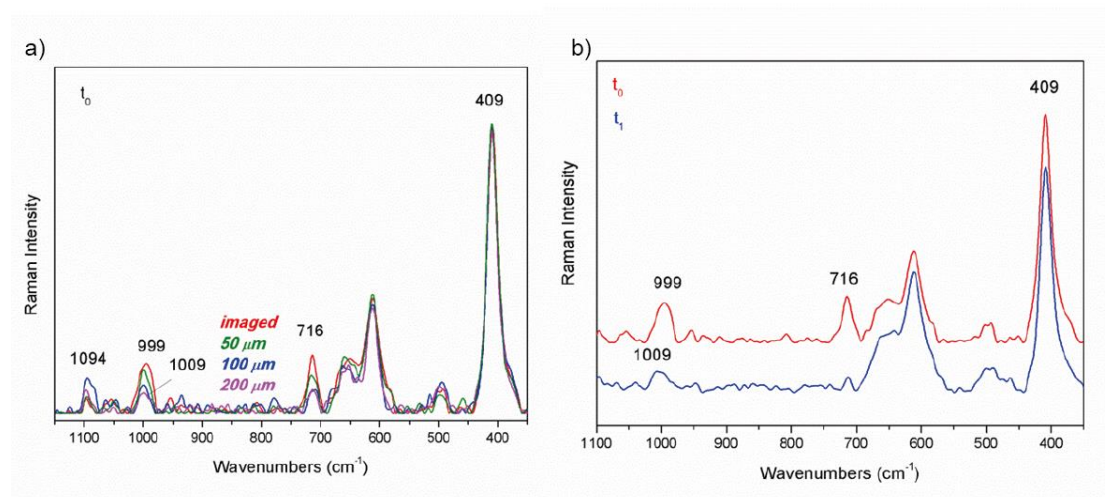 a)
t0
409
1094
999
1009
imaged
50 μm
100 μm
200 μm
716
Raman Intensity
1100 1000 900 800 700 600 500 400
Wavenumbers (cm-1)
b)
t0
t1
409
999
716
1009
Raman Intensity
1100 1000 900 800 700 600 500 400
Wavenumbers (cm-1)